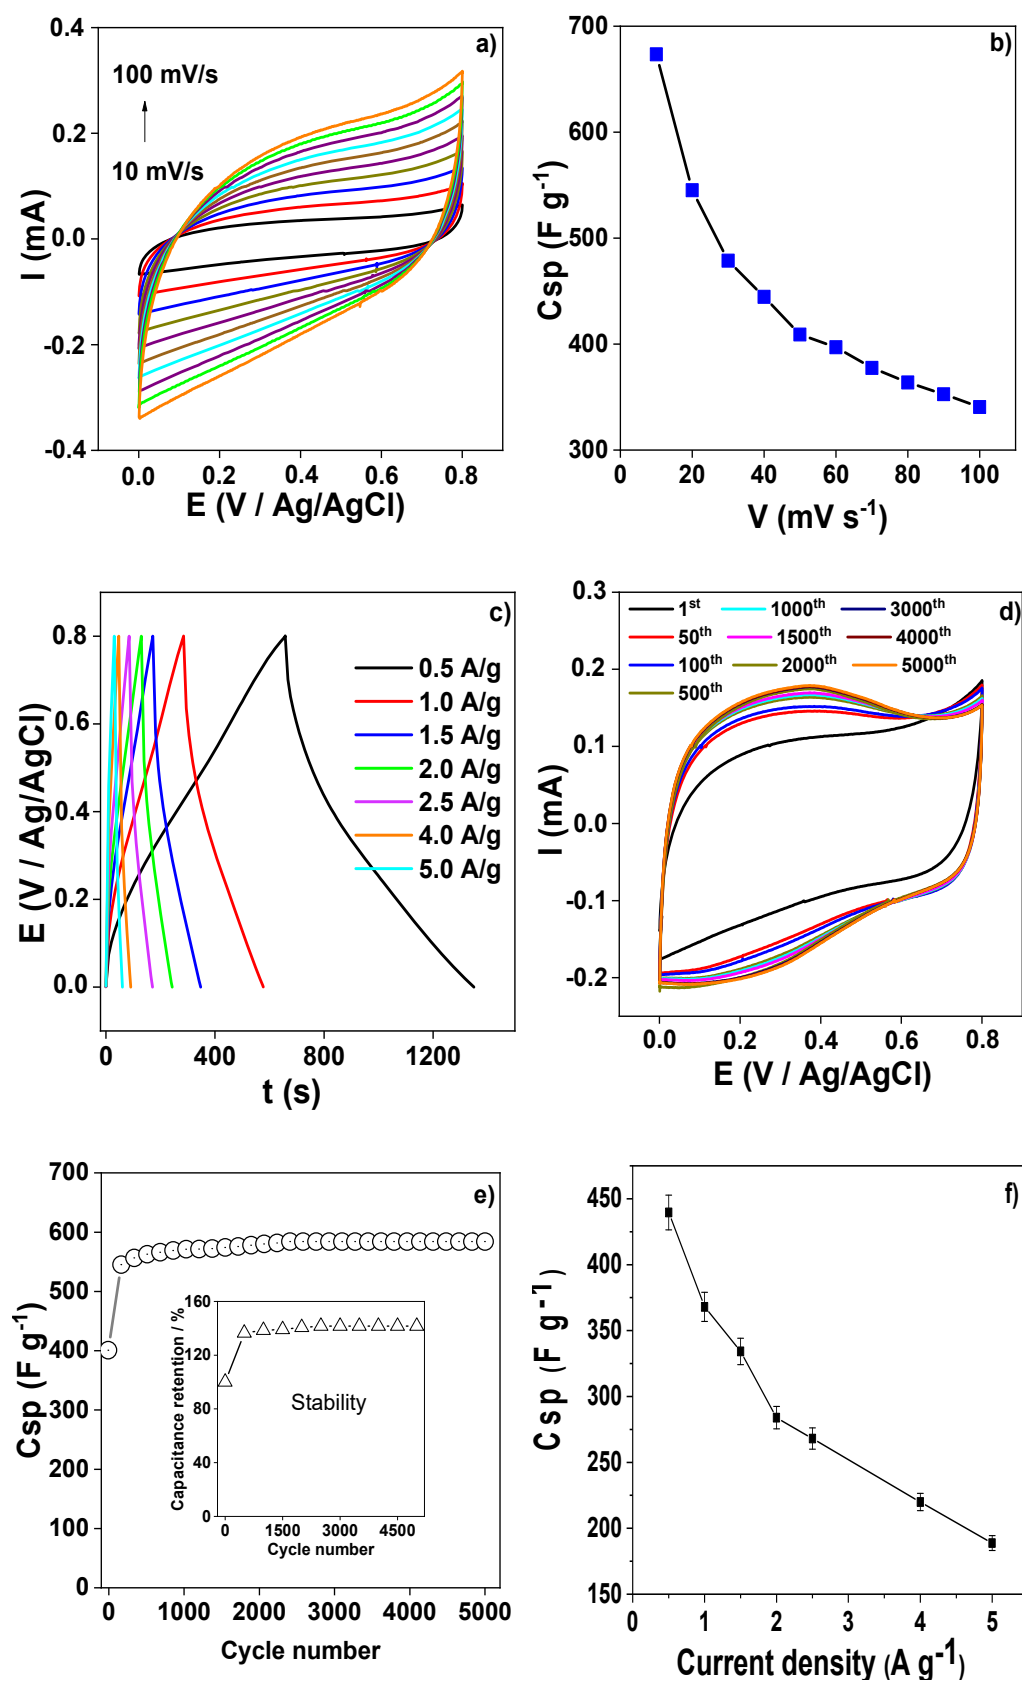 a)
0.4
0.2
0.0
-0.2
-0.4
I (mA)
100 mV/s
10 mV/s
0.0 0.2 0.4 0.6 0.8
E (V / Ag/AgCl)
b)
700
600
500
400
300
Csp (F g-1)
0 20 40 60 80 100
V (mV s-1)
c)
0.8
0.6
0.4
0.2
0.0
E (V / Ag/AgCl)
0.5 A/g
1.0 A/g
1.5 A/g
2.0 A/g
2.5 A/g
4.0 A/g
5.0 A/g
0 400 800 1200
t (s)
d)
0.3
0.2
0.1
0.0
-0.1
-0.2
I (mA)
1st 1000th 3000th
50th 1500th 4000th
100th 2000th 5000th
500th
0.0 0.2 0.4 0.6 0.8
E (V / Ag/AgCl)
e)
700
600
500
400
300
200
100
0
Csp (F g-1)
160
120
80
40
0
Capacitance retention / %
Stability
0 1500 3000 4500
Cycle number
0 1000 2000 3000 4000 5000
Cycle number
f)
450
400
350
300
250
200
150
Csp (F g-1)
0 1 2 3 4 5
Current density (A g-1)